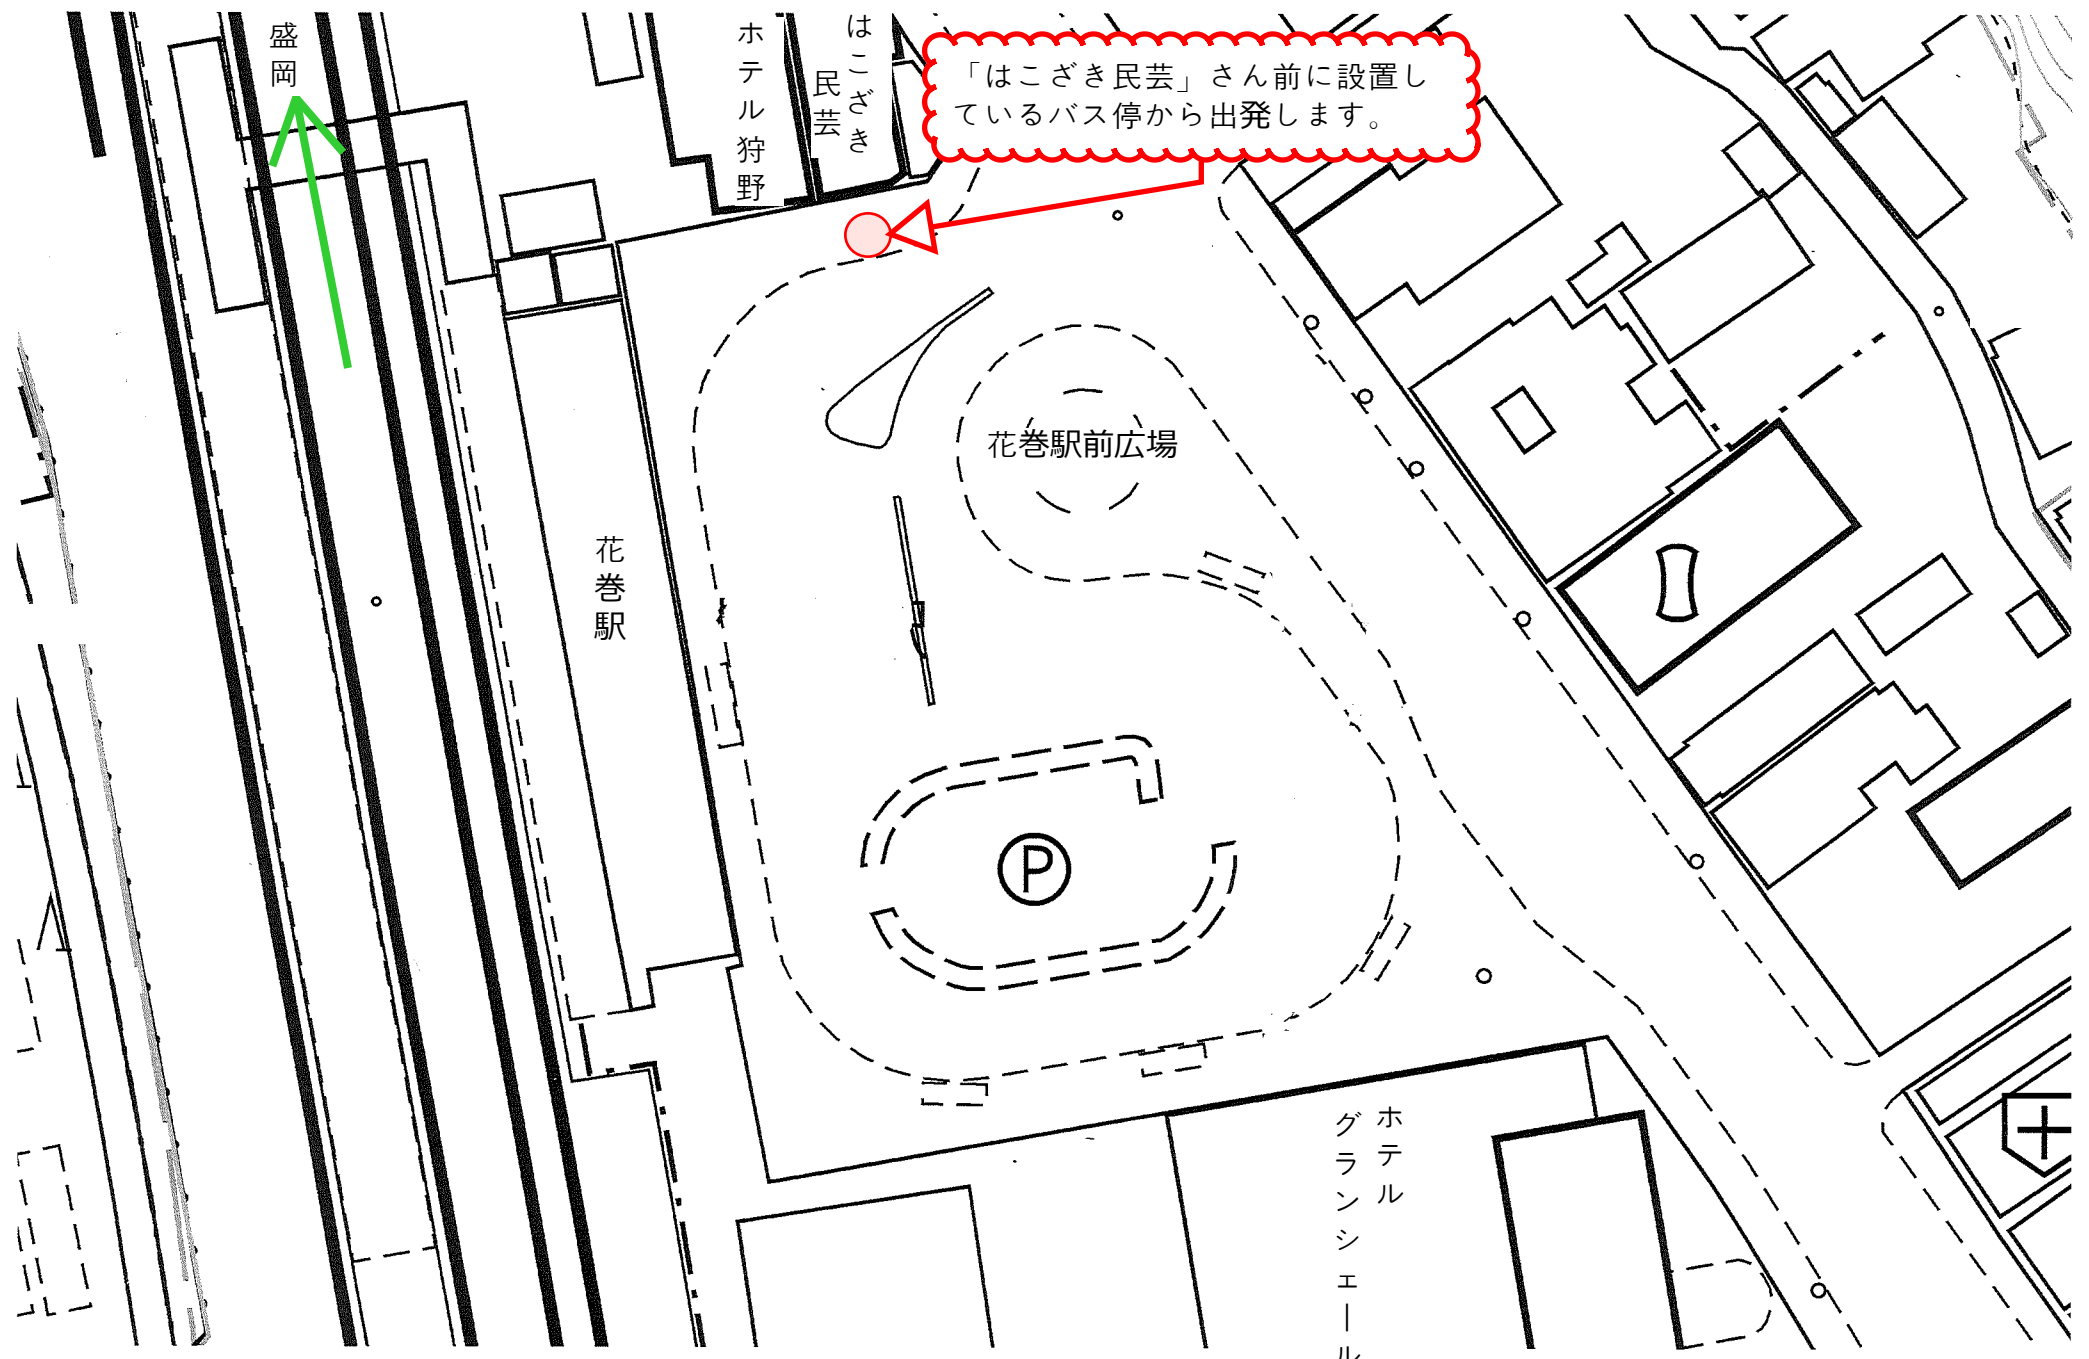 盛岡
ホテル狩野
はこざき
民芸
「はこざき民芸」さん前に設置し
ているバス停から出発します。
花巻駅前広場
花巻駅
P
ホテル
グランシェール